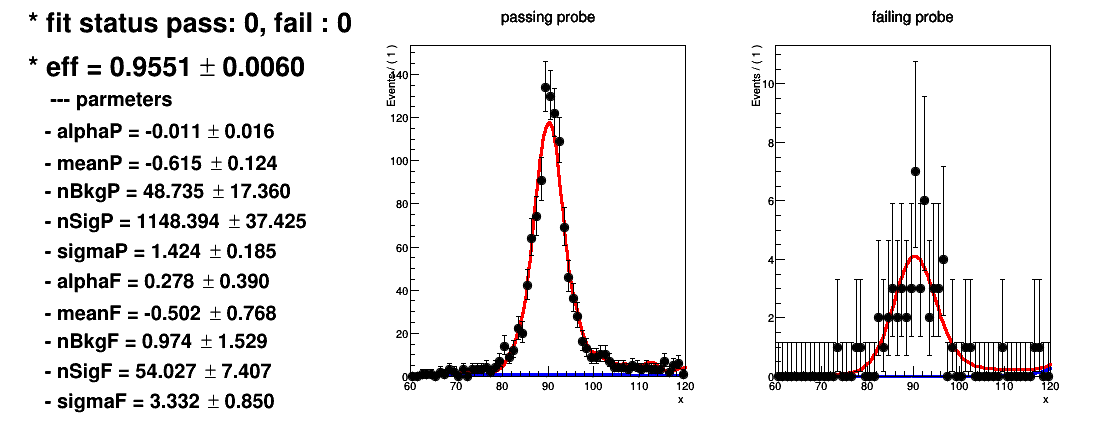 * fit status pass: 0, fail : 0
* eff = 0.9551 ± 0.0060
--- parmeters
- alphaP = -0.011 ± 0.016
- meanP = -0.615 ± 0.124
- nBkgP = 48.735 ± 17.360
- nSigP = 1148.394 ± 37.425
- sigmaP = 1.424 ± 0.185
- alphaF = 0.278 ± 0.390
- meanF = -0.502 ± 0.768
- nBkgF = 0.974 ± 1.529
- nSigF = 54.027 ± 7.407
- sigmaF = 3.332 ± 0.850
passing probe
Events / ( 1 )
140
120
100
80
60
40
20
0
60 70 80 90 100 110 120
x
failing probe
Events / ( 1 )
10
8
6
4
2
0
60 70 80 90 100 110 120
x